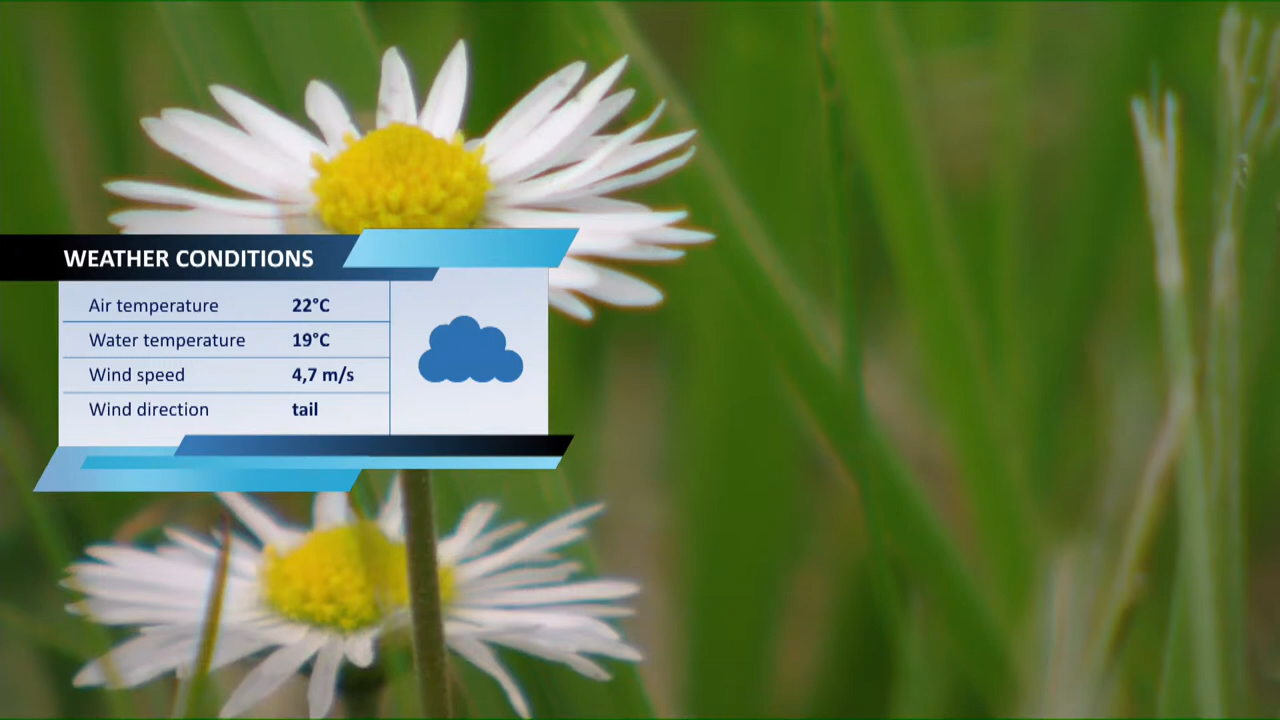 WEATHER CONDITIONS
Air temperature 22°C
Water temperature 19°C
Wind speed 4,7 m/s
Wind direction tail